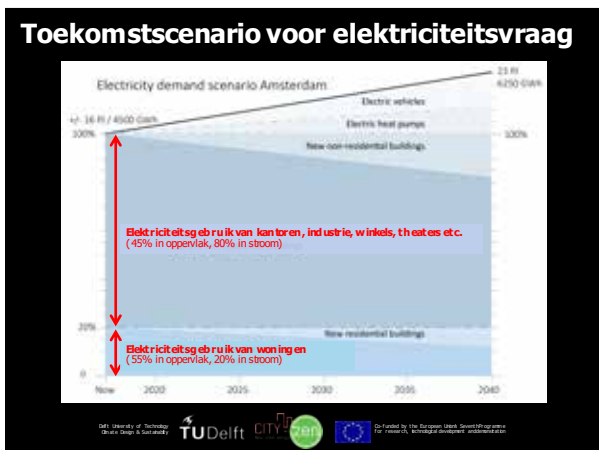 Toekomstscenario voor elektriciteitsvraag
Electricity demand scenario Amsterdam
23 PJ
6250 GWh
+/- 16 PJ / 4500 GWh
100%
Electric vehicles
Electric heat pumps
100%
New non-residential buildings
Elektriciteitsgebruik van kantoren, industrie, winkels, theaters etc.
(45% in oppervlak, 80% in stroom)
20%
New residential buildings
Elektriciteitsgebruik van woningen
(55% in oppervlak, 20% in stroom)
0
Now 2020 2025 2030 2035 2040
Delft University of Technology
Climate Design & Sustainability
TUDelft
CITY
zen
Co-funded by the European Union's Seventh Programme
for research, technological development and demonstration